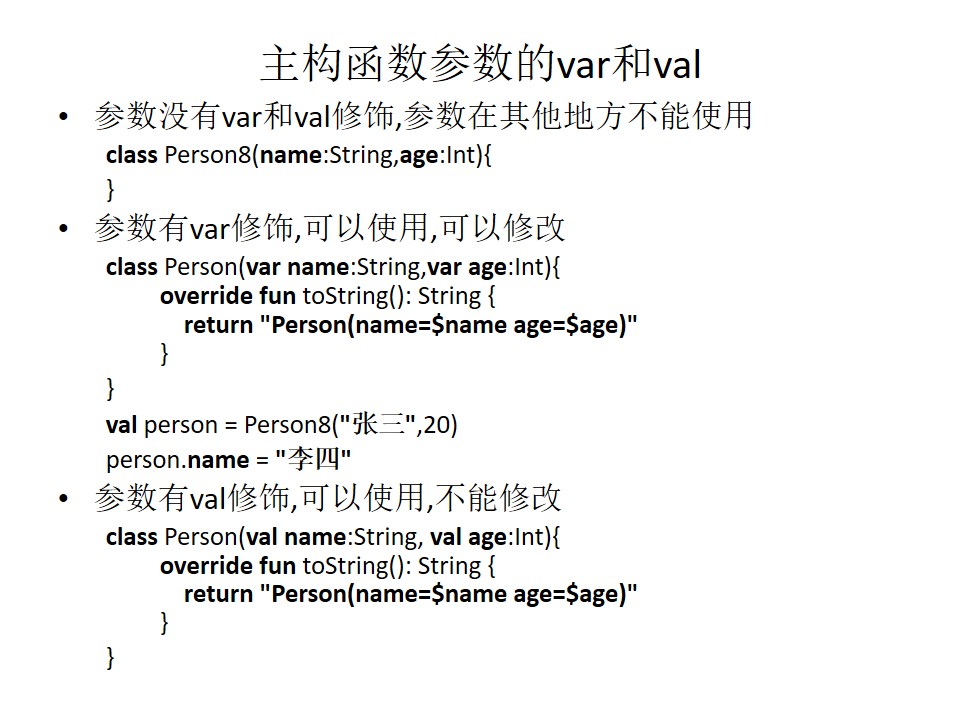 主构函数参数的var和val
• 参数没有var和val修饰,参数在其他地方不能使用
class Person8(name:String,age:Int){
}
• 参数有var修饰,可以使用,可以修改
class Person(var name:String,var age:Int){
override fun toString(): String {
return "Person(name=$name age=$age)"
}
}
val person = Person8("张三",20)
person.name = "李四"
• 参数有val修饰,可以使用,不能修改
class Person(val name:String, val age:Int){
override fun toString(): String {
return "Person(name=$name age=$age)"
}
}